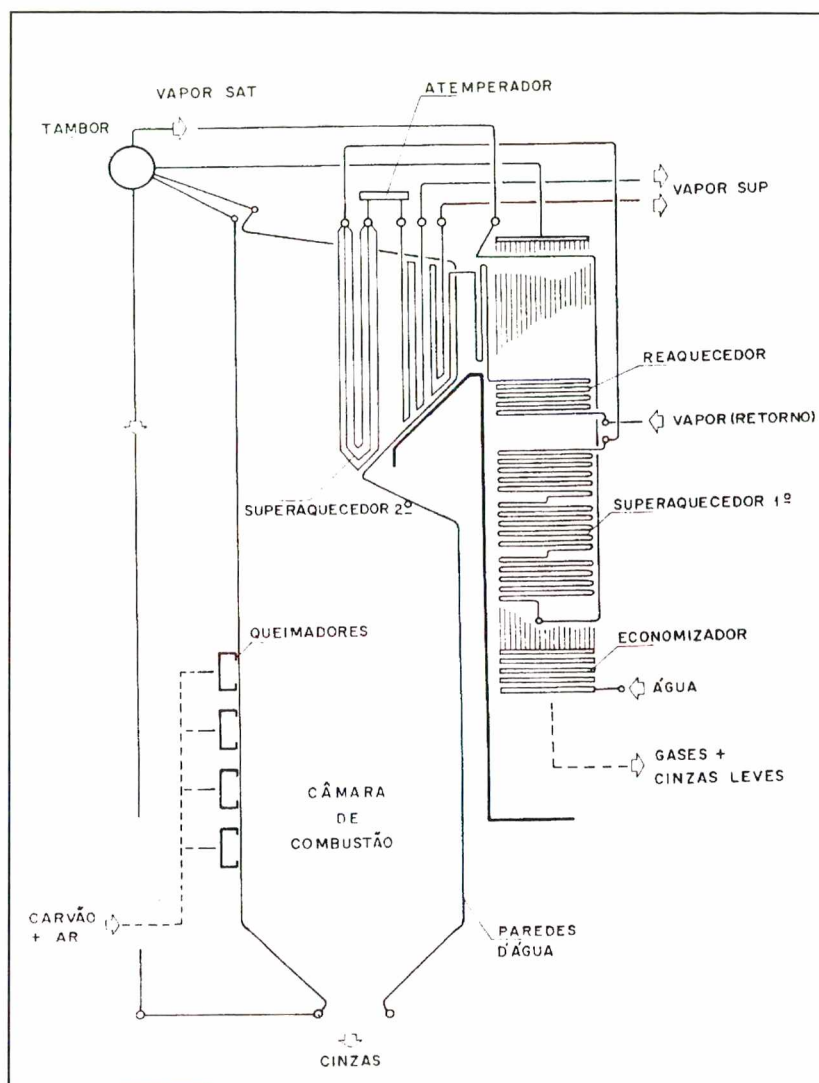 VAPOR SAT
ATEMPERADOR
TAMBOR
VAPOR SUP
REAQUECEDOR
VAPOR (RETORNO)
SUPERAQUECEDOR 2º
SUPERAQUECEDOR 1º
QUEIMADORES
ECONOMIZADOR
ÁGUA
GASES +
CINZAS LEVES
CÂMARA
DE
COMBUSTÃO
CARVÃO
+ AR
PAREDES
D'ÁGUA
CINZAS